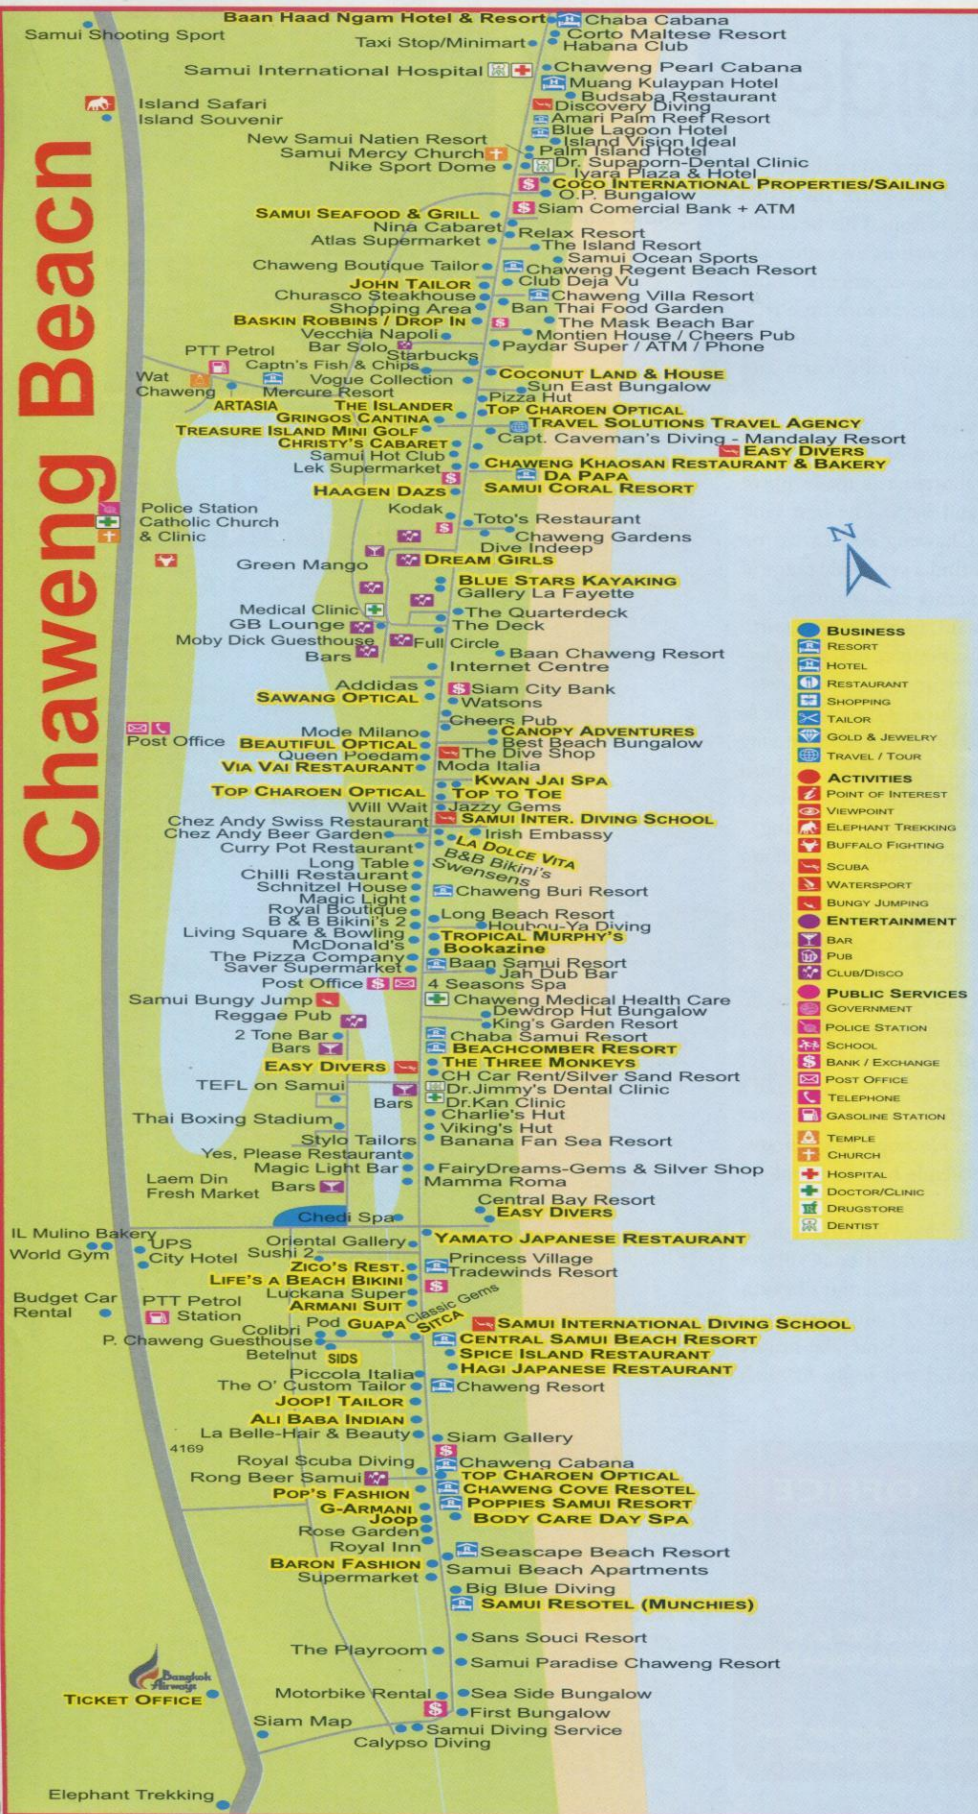 Chaweng Beach
Baan Haad Ngam Hotel & Resort
Chaba Cabana
Samui Shooting Sport
Corto Maltese Resort
Taxi Stop/Minimart
Habana Club
Samui International Hospital
Chaweng Pearl Cabana
Muang Kulaypan Hotel
Budsaba Restaurant
Island Safari
Discovery Diving
Island Souvenir
Amari Palm Reef Resort
Blue Lagoon Hotel
New Samui Natien Resort
Island Vision Ideal
Samui Mercy Church
Palm Island Hotel
Nike Sport Dome
Dr. Supaporn-Dental Clinic
Iyara Plaza & Hotel
COCO INTERNATIONAL PROPERTIES/SAILING
O.P. Bungalow
SAMUI SEAFOOD & GRILL
Siam Comercial Bank + ATM
Nina Cabaret
Relax Resort
Atlas Supermarket
The Island Resort
Samui Ocean Sports
Chaweng Boutique Tailor
Chaweng Regent Beach Resort
JOHN TAILOR
Club Deja Vu
Churasco Steakhouse
Chaweng Villa Resort
Shopping Area
Ban Thai Food Garden
BASKIN ROBBINS / DROP IN
The Mask Beach Bar
Vecchia Napoli
Montien House / Cheers Pub
Bar Solo
Paydar Super / ATM / Phone
PTT Petrol
Starbucks
Captn's Fish & Chips
Wat
Chaweng
Vogue Collection
COCONUT LAND & HOUSE
Mercure Resort
Sun East Bungalow
Pizza Hut
ARTASIA
THE ISLANDER
TOP CHAROEN OPTICAL
GRINGOS CANTINA
TRAVEL SOLUTIONS TRAVEL AGENCY
TREASURE ISLAND MINI GOLF
Capt. Caveman's Diving - Mandalay Resort
CHRISTY'S CABARET
EASY DIVERS
Samui Hot Club
CHAWENG KHAOSAN RESTAURANT & BAKERY
Lek Supermarket
DA PAPA
HAAGEN DAZS
SAMUI CORAL RESORT
Police Station
Kodak
Catholic Church
& Clinic
Toto's Restaurant
Chaweng Gardens
Dive Indeep
Green Mango
DREAM GIRLS
BLUE STARS KAYAKING
Gallery La Fayette
Medical Clinic
The Quarterdeck
GB Lounge
The Deck
Moby Dick Guesthouse
Full Circle
Bars
Baan Chaweng Resort
Internet Centre
Addidas
Siam City Bank
SAWANG OPTICAL
Watsons
Cheers Pub
Post Office
Mode Milano
CANOPY ADVENTURES
BEAUTIFUL OPTICAL
Best Beach Bungalow
Queen Poedam
The Dive Shop
VIA VAI RESTAURANT
Moda Italia
KWAN JAI SPA
TOP CHAROEN OPTICAL
TOP TO TOE
Will Wait
Jazzy Gems
Chez Andy Swiss Restaurant
SAMUI INTER. DIVING SCHOOL
Chez Andy Beer Garden
Irish Embassy
Curry Pot Restaurant
LA DOLCE VITA
B&B Bikini's
Long Table
Swensens
Chilli Restaurant
Schnitzel House
Chaweng Buri Resort
Magic Light
Royal Boutique
Long Beach Resort
B & B Bikini's 2
Houbou-Ya Diving
Living Square & Bowling
TROPICAL MURPHY'S
McDonald's
Bookazine
The Pizza Company
Baan Samui Resort
Saver Supermarket
Jah Dub Bar
Post Office
4 Seasons Spa
Samui Bungy Jump
Chaweng Medical Health Care
Reggae Pub
Dewdrop Hut Bungalow
King's Garden Resort
2 Tone Bar
Chaba Samui Resort
Bars
BEACHCOMBER RESORT
EASY DIVERS
THE THREE MONKEYS
CH Car Rent/Silver Sand Resort
TEFL on Samui
Dr.Jimmy's Dental Clinic
Bars
Dr.Kan Clinic
Thai Boxing Stadium
Charlie's Hut
Viking's Hut
Stylo Tailors
Banana Fan Sea Resort
Yes, Please Restaurant
Magic Light Bar
FairyDreams-Gems & Silver Shop
Laem Din
Fresh Market
Bars
Mamma Roma
Central Bay Resort
Chedi Spa
EASY DIVERS
IL Mulino Bakery
UPS
Oriental Gallery
YAMATO JAPANESE RESTAURANT
World Gym
City Hotel
Sushi 2
Princess Village
ZICO'S REST.
Tradewinds Resort
LIFE'S A BEACH BIKINI
Luckana Super
Budget Car
Rental
PTT Petrol
Station
ARMANI SUIT
Classic Gems
SITCA
Pod
GUAPA
SAMUI INTERNATIONAL DIVING SCHOOL
Colibri
CENTRAL SAMUI BEACH RESORT
P. Chaweng Guesthouse
SPICE ISLAND RESTAURANT
Betelnut
SIDS
HAGI JAPANESE RESTAURANT
Piccola Italia
The O' Custom Tailor
Chaweng Resort
JOOP! TAILOR
ALI BABA INDIAN
La Belle-Hair & Beauty
Siam Gallery
4169
Royal Scuba Diving
Chaweng Cabana
Rong Beer Samui
TOP CHAROEN OPTICAL
POP'S FASHION
CHAWENG COVE RESOTEL
G-ARMANI
POPPIES SAMUI RESORT
JOOP
BODY CARE DAY SPA
Rose Garden
Royal Inn
Seascape Beach Resort
BARON FASHION
Samui Beach Apartments
Supermarket
Big Blue Diving
SAMUI RESOTEL (MUNCHIES)
Sans Souci Resort
The Playroom
Samui Paradise Chaweng Resort
Bangkok
Airways
TICKET OFFICE
Motorbike Rental
Sea Side Bungalow
First Bungalow
Siam Map
Samui Diving Service
Calypso Diving
Elephant Trekking
N
BUSINESS
RESORT
HOTEL
RESTAURANT
SHOPPING
TAILOR
GOLD & JEWELRY
TRAVEL / TOUR
ACTIVITIES
POINT OF INTEREST
VIEWPOINT
ELEPHANT TREKKING
BUFFALO FIGHTING
SCUBA
WATERSPORT
BUNGY JUMPING
ENTERTAINMENT
BAR
PUB
CLUB/DISCO
PUBLIC SERVICES
GOVERNMENT
POLICE STATION
SCHOOL
BANK / EXCHANGE
POST OFFICE
TELEPHONE
GASOLINE STATION
TEMPLE
CHURCH
HOSPITAL
DOCTOR/CLINIC
DRUGSTORE
DENTIST